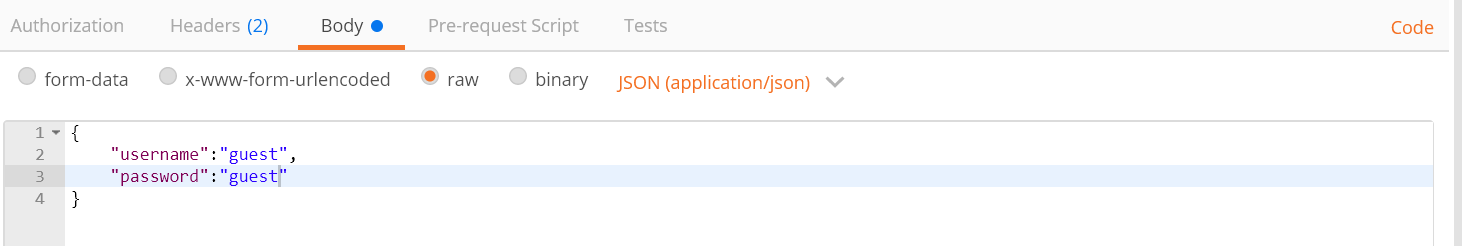 Authorization Headers (2) Body Pre-request Script Tests Code
form-data x-www-form-urlencoded raw binary JSON (application/json)
1 {
2 "username":"guest",
3 "password":"guest"
4 }